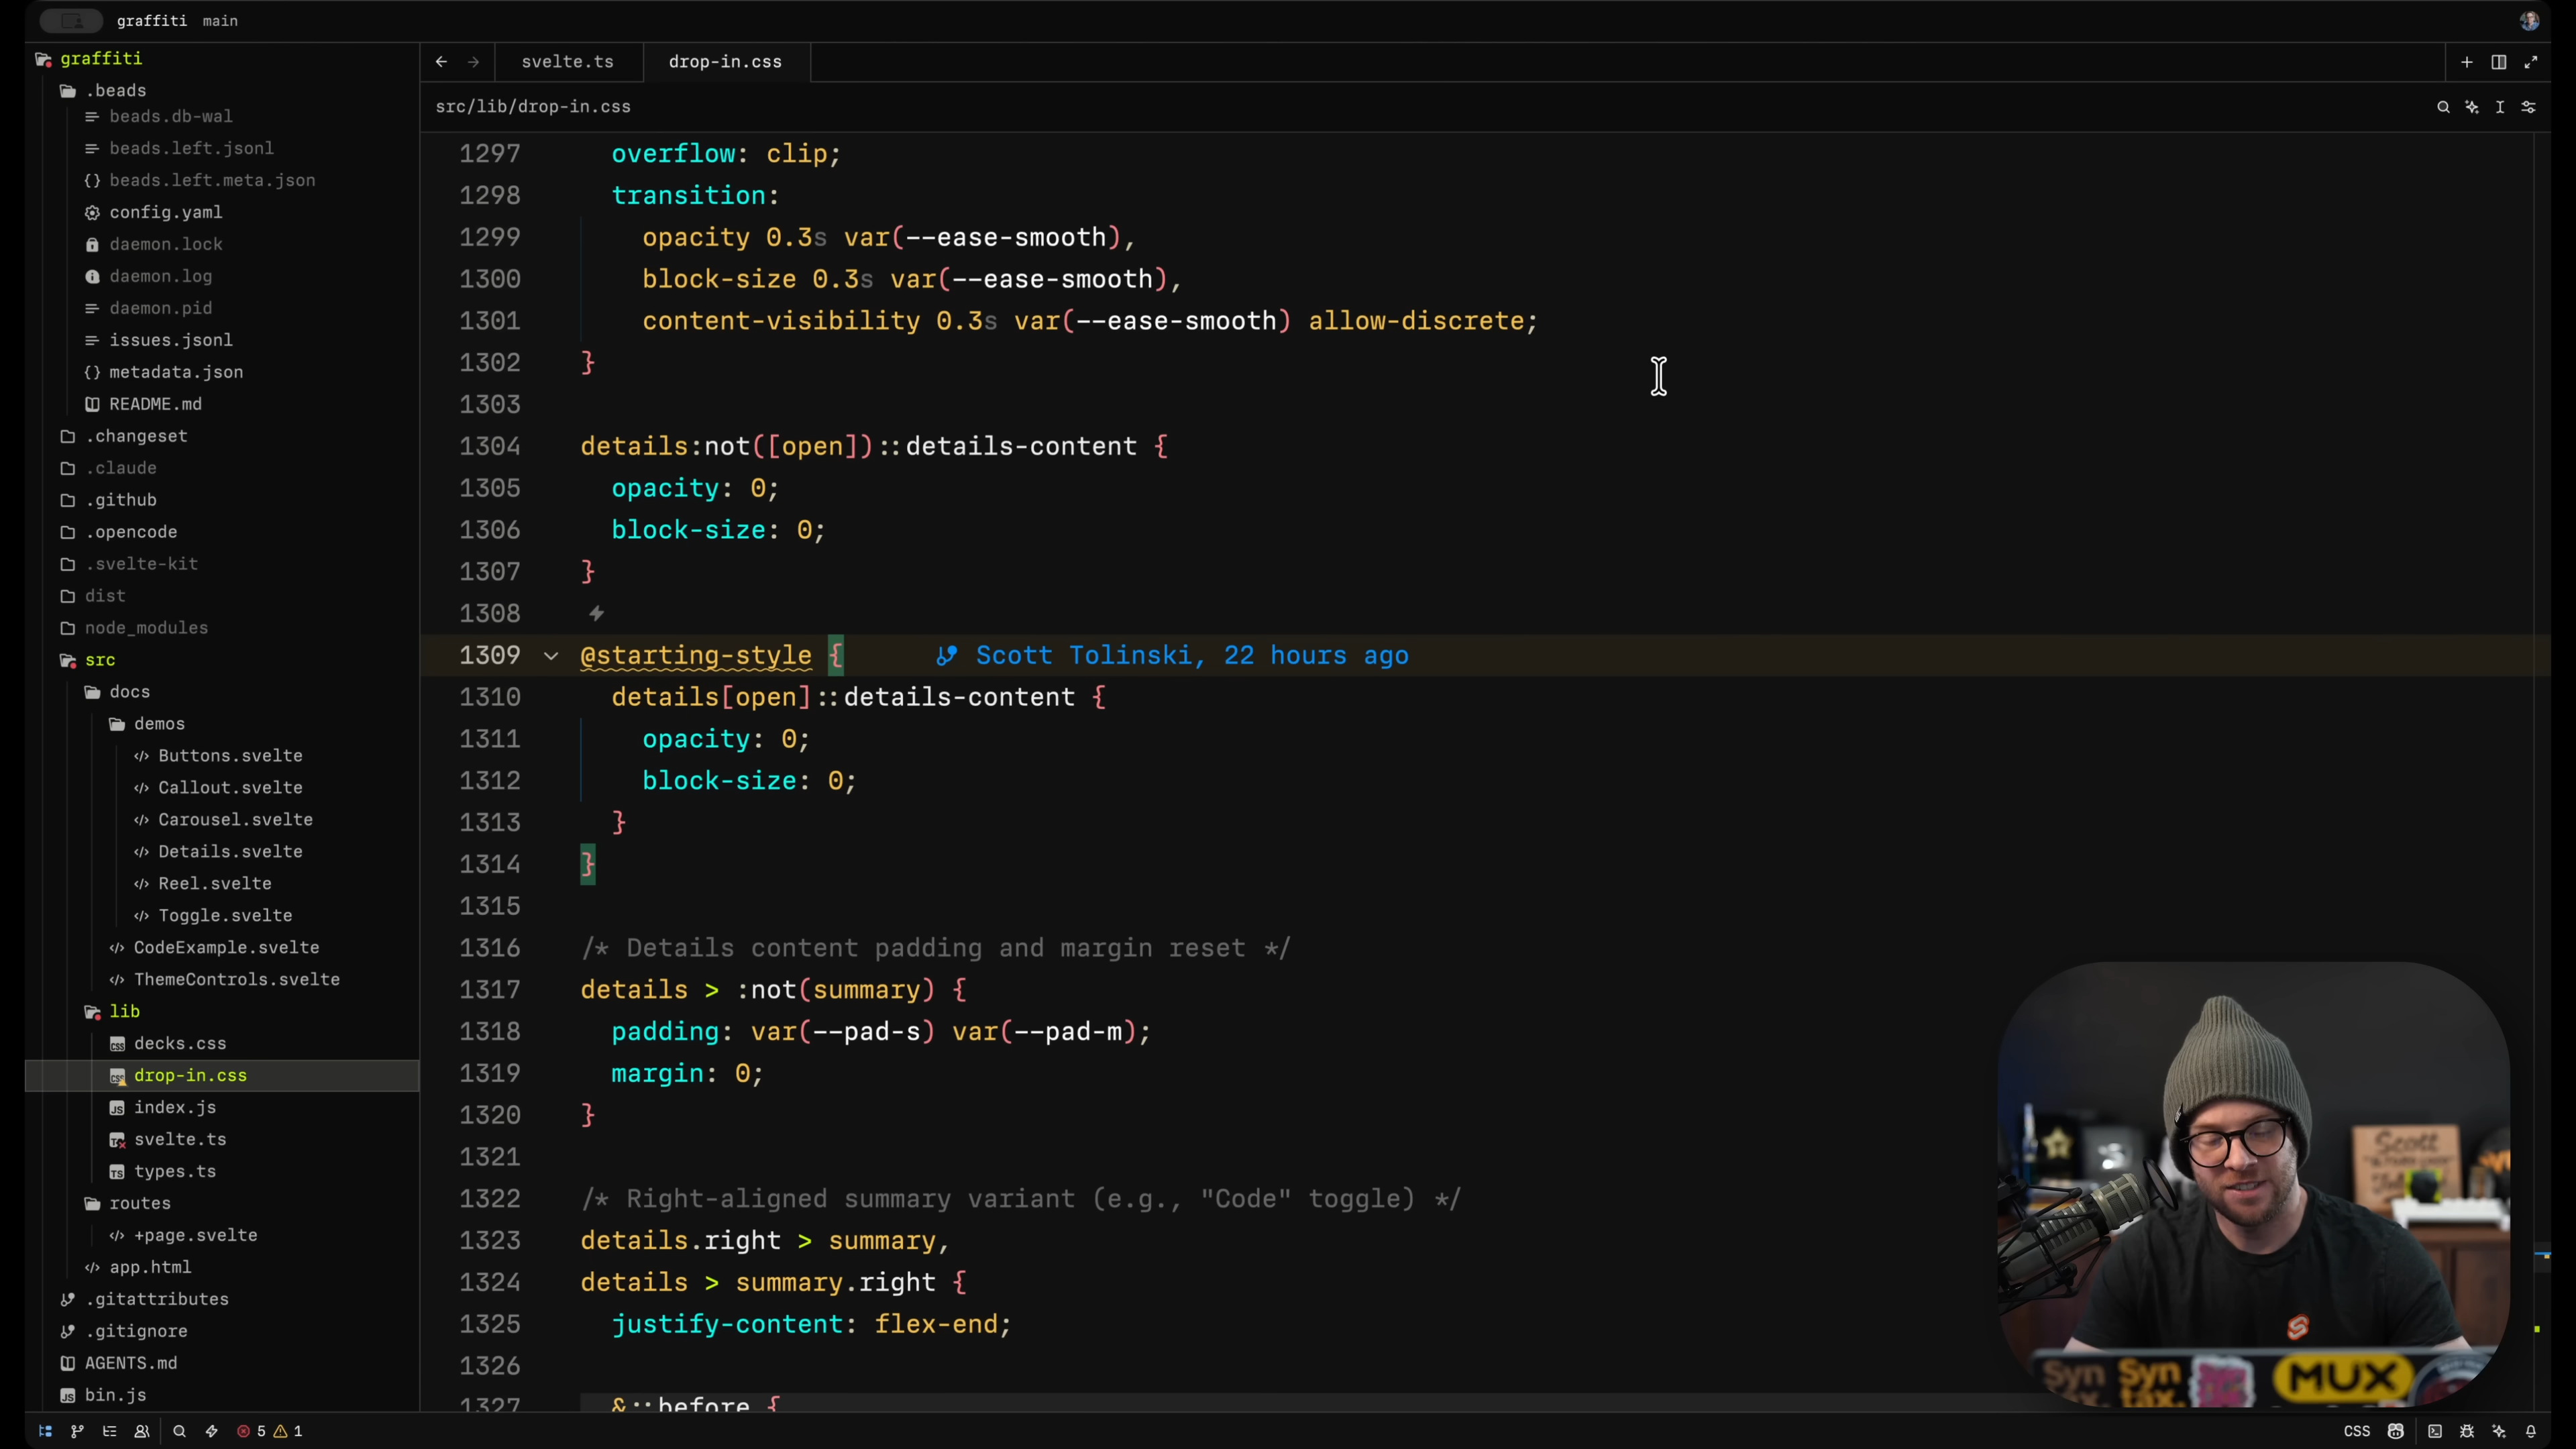 graffiti main
graffiti
.beads
beads.db-wal
beads.left.jsonl
beads.left.meta.json
config.yaml
daemon.lock
daemon.log
daemon.pid
issues.jsonl
metadata.json
README.md
.changeset
.claude
.github
.opencode
.svelte-kit
dist
node_modules
src
docs
demos
Buttons.svelte
Callout.svelte
Carousel.svelte
Details.svelte
Reel.svelte
Toggle.svelte
CodeExample.svelte
ThemeControls.svelte
lib
decks.css
drop-in.css
index.js
svelte.ts
types.ts
routes
+page.svelte
app.html
.gitattributes
.gitignore
AGENTS.md
bin.js
svelte.ts drop-in.css
src/lib/drop-in.css
1297 overflow: clip;
1298 transition:
1299 opacity 0.3s var(--ease-smooth),
1300 block-size 0.3s var(--ease-smooth),
1301 content-visibility 0.3s var(--ease-smooth) allow-discrete;
1302 }
1303
1304 details:not([open])::details-content {
1305 opacity: 0;
1306 block-size: 0;
1307 }
1308
1309 @starting-style { Scott Tolinski, 22 hours ago
1310 details[open]::details-content {
1311 opacity: 0;
1312 block-size: 0;
1313 }
1314 }
1315
1316 /* Details content padding and margin reset */
1317 details > :not(summary) {
1318 padding: var(--pad-s) var(--pad-m);
1319 margin: 0;
1320 }
1321
1322 /* Right-aligned summary variant (e.g., "Code" toggle) */
1323 details.right > summary,
1324 details > summary.right {
1325 justify-content: flex-end;
1326
1327 &::before {
Scott
Syn Syn MUX
tax. tax.
5 1
CSS